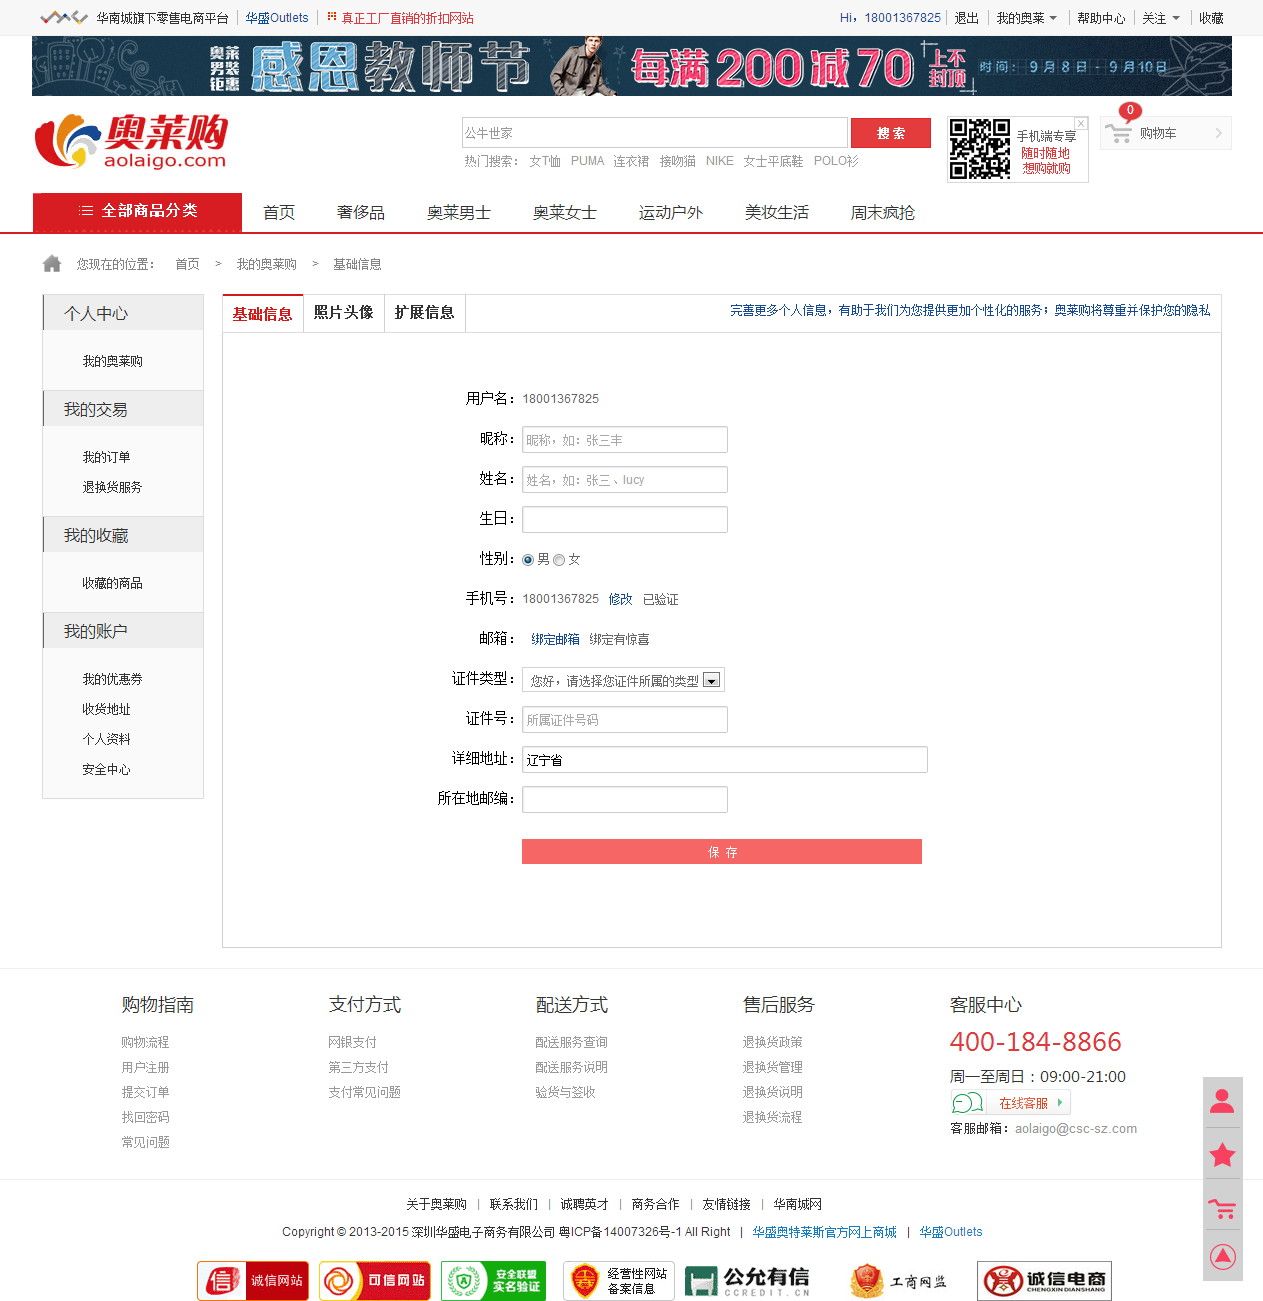 华南城旗下零售电商平台 华盛Outlets 真正工厂直销的折扣网站 Hi，18001367825 退出 我的奥莱 帮助中心 关注 收藏
奥莱男装钜惠 感恩教师节 每满200减70 上不封顶 时间：9月8日-9月10日
奥莱购
aolaigo.com
公牛世家 搜 索
热门搜索： 女T恤 PUMA 连衣裙 接吻猫 NIKE 女士平底鞋 POLO衫
手机端专享 X
随时随地
想购就购
0
购物车
全部商品分类 首页 奢侈品 奥莱男士 奥莱女士 运动户外 美妆生活 周末疯抢
您现在的位置： 首页 > 我的奥莱购 > 基础信息
个人中心
我的奥莱购
我的交易
我的订单
退换货服务
我的收藏
收藏的商品
我的账户
我的优惠券
收货地址
个人资料
安全中心
基础信息 照片头像 扩展信息 完善更多个人信息，有助于我们为您提供更加个性化的服务；奥莱购将尊重并保护您的隐私
用户名：18001367825
昵称： 昵称，如：张三丰
姓名： 姓名，如：张三、lucy
生日：
性别： 男 女
手机号：18001367825 修改 已验证
邮箱： 绑定邮箱 绑定有惊喜
证件类型： 您好，请选择您证件所属的类型
证件号： 所属证件号码
详细地址： 辽宁省
所在地邮编：
保 存
购物指南
购物流程
用户注册
提交订单
找回密码
常见问题
支付方式
网银支付
第三方支付
支付常见问题
配送方式
配送服务查询
配送服务说明
验货与签收
售后服务
退换货政策
退换货管理
退换货说明
退换货流程
客服中心
400-184-8866
周一至周日：09:00-21:00
在线客服
客服邮箱：aolaigo@csc-sz.com
关于奥莱购 | 联系我们 | 诚聘英才 | 商务合作 | 友情链接 | 华南城网
Copyright © 2013-2015 深圳华盛电子商务有限公司 粤ICP备14007326号-1 All Right | 华盛奥特莱斯官方网上商城 | 华盛Outlets
信 诚信网站 可信网站 安全联盟 实名验证 经营性网站 备案信息 公允有信 CCREDIT.CN 工商网监 诚信电商 CHENGXINDIANSHANG